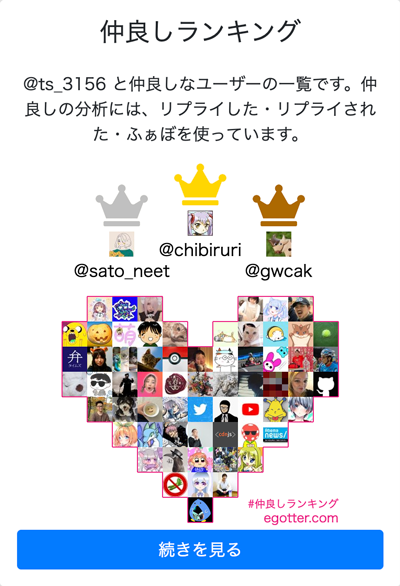 仲良しランキング
@ts_3156 と仲良しなユーザーの一覧です。仲
良しの分析には、リプライした・リプライされ
た・ふぁぼを使っています。
@chibiruri
@sato_neet
@gwcak
萌
弁
#仲良しランキング
egotter.com
続きを見る